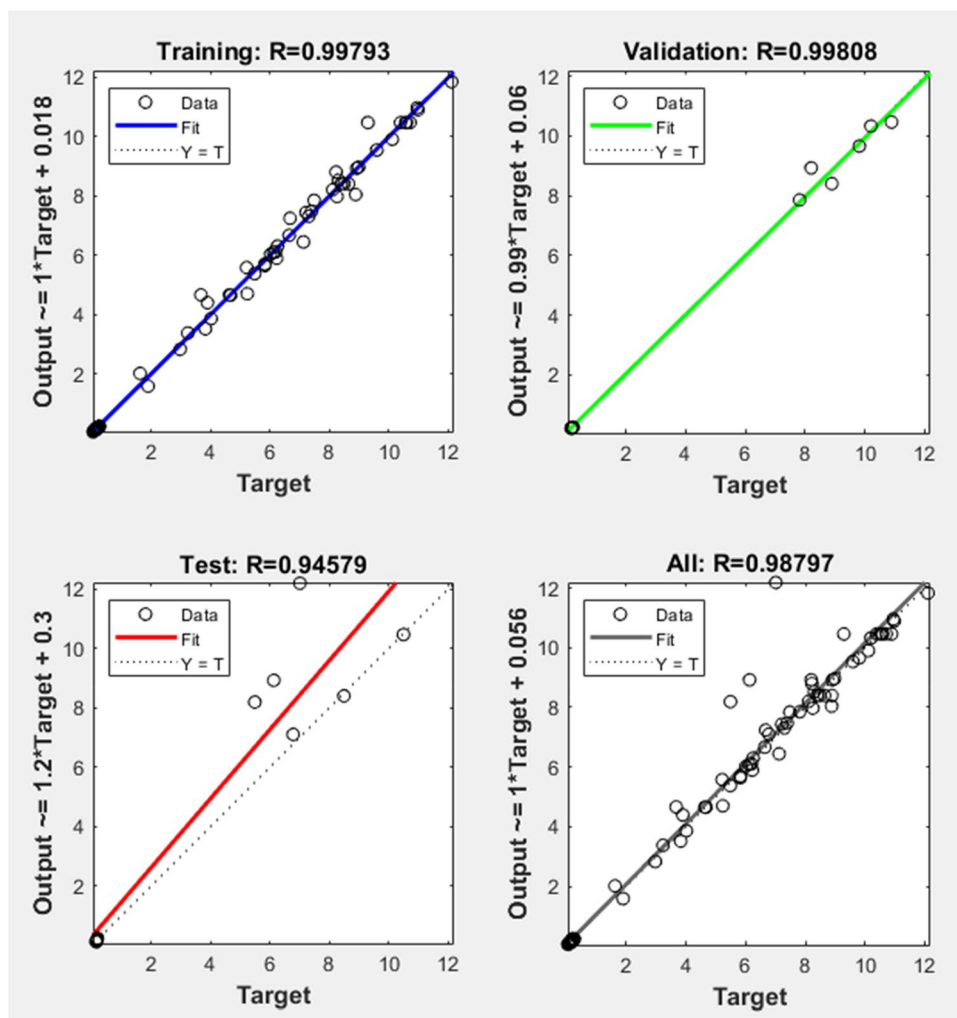 Training: R=0.99793
Output ~= 1*Target + 0.018
12
10
8
6
4
2
Data
Fit
Y = T
2 4 6 8 10 12
Target
Validation: R=0.99808
Output ~= 0.99*Target + 0.06
12
10
8
6
4
2
Data
Fit
Y = T
2 4 6 8 10 12
Target
Test: R=0.94579
Output ~= 1.2*Target + 0.3
12
10
8
6
4
2
Data
Fit
Y = T
2 4 6 8 10 12
Target
All: R=0.98797
Output ~= 1*Target + 0.056
12
10
8
6
4
2
Data
Fit
Y = T
2 4 6 8 10 12
Target